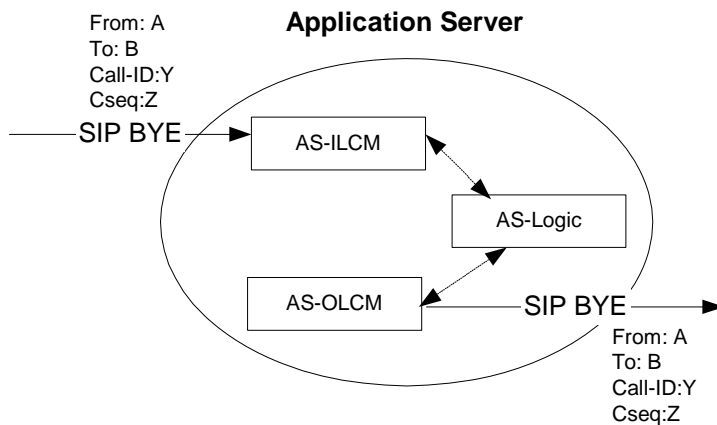 Application Server
From: A
To: B
Call-ID:Y
Cseq:Z
SIP BYE
AS-ILCM
AS-Logic
AS-OLCM
SIP BYE
From: A
To: B
Call-ID:Y
Cseq:Z